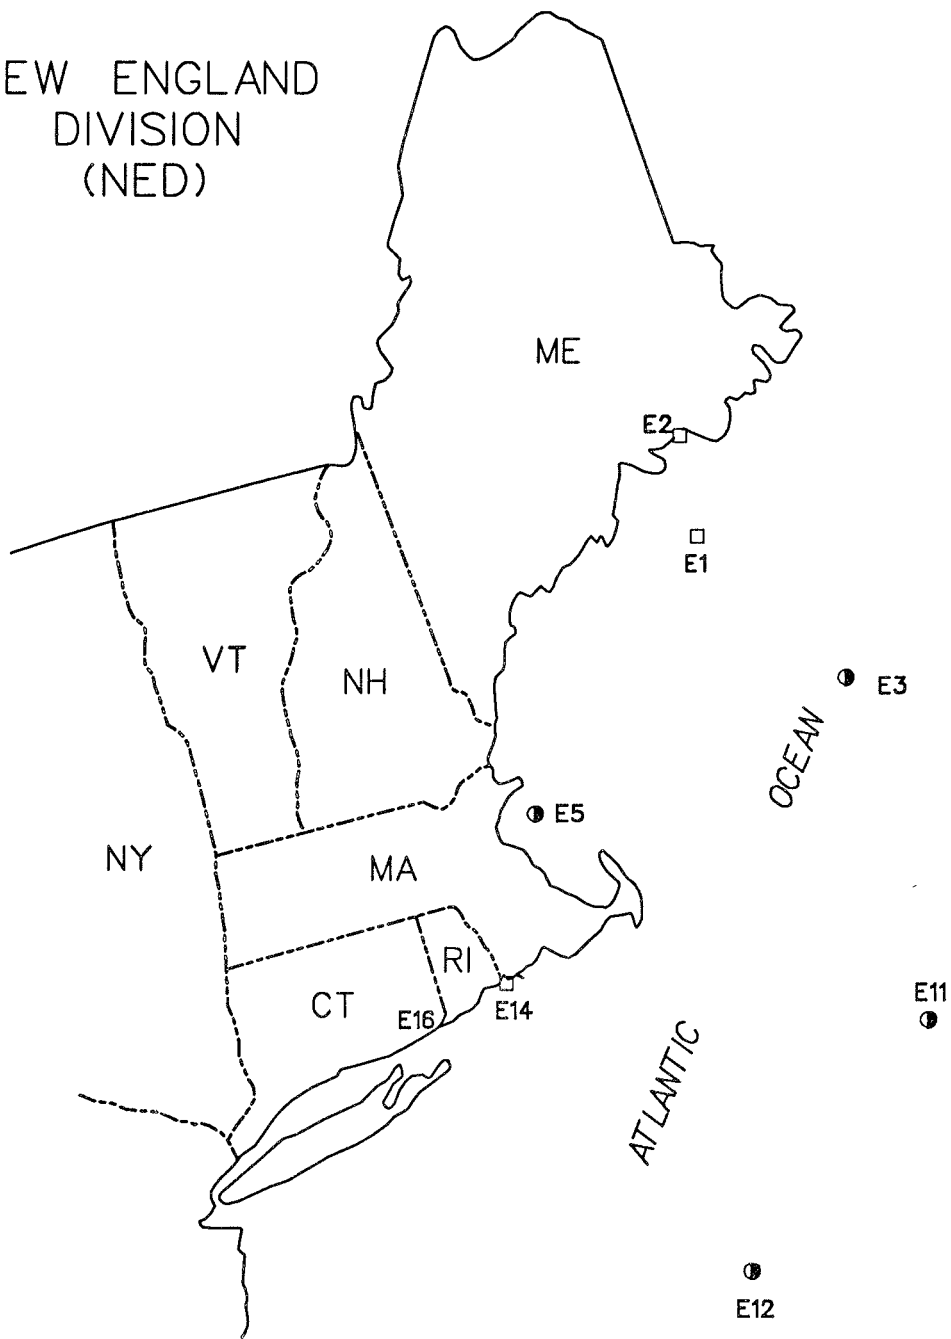 EW ENGLAND
DIVISION
(NED)
ME
E2
E1
VT
NH
E3
OCEAN
E5
NY
MA
RI
CT
E16
E14
E11
ATLANTIC
E12